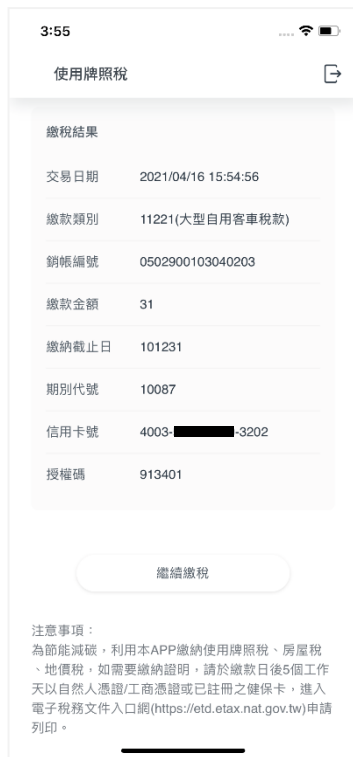 3:55
使用牌照稅
繳稅結果
交易日期 2021/04/16 15:54:56
繳款類別 11221(大型自用客車稅款)
銷帳編號 0502900103040203
繳款金額 31
繳納截止日 101231
期別代號 10087
信用卡號 4003- -3202
授權碼 913401
繼續繳稅
注意事項：
為節能減碳，利用本APP繳納使用牌照稅、房屋稅
、地價稅，如需要繳納證明，請於繳款日後5個工作
天以自然人憑證/工商憑證或已註冊之健保卡，進入
電子稅務文件入口網(https://etd.etax.nat.gov.tw)申請
列印。